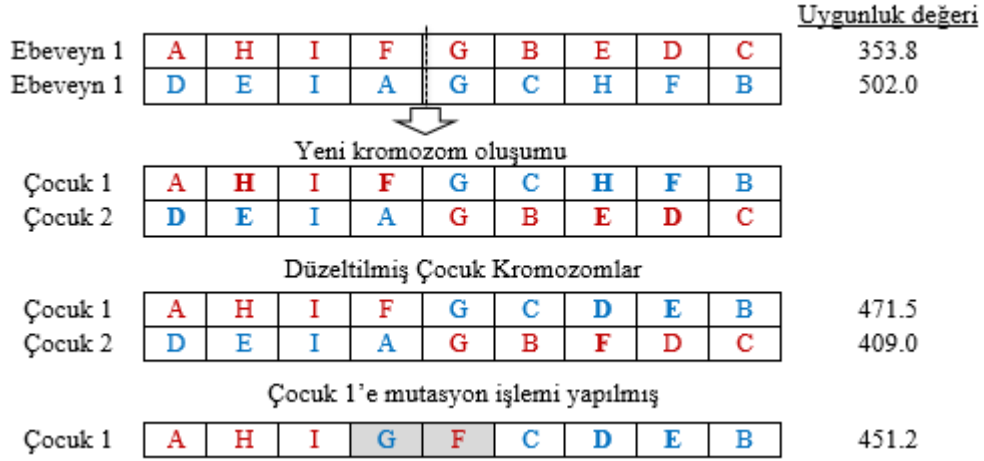 Uygunluk değeri
Ebeveyn 1 A H I F G B E D C 353.8
Ebeveyn 1 D E I A G C H F B 502.0
Yeni kromozom oluşumu
Çocuk 1 A H I F G C H F B
Çocuk 2 D E I A G B E D C
Düzeltilmiş Çocuk Kromozomlar
Çocuk 1 A H I F G C D E B 471.5
Çocuk 2 D E I A G B F D C 409.0
Çocuk 1’e mutasyon işlemi yapılmış
Çocuk 1 A H I G F C D E B 451.2